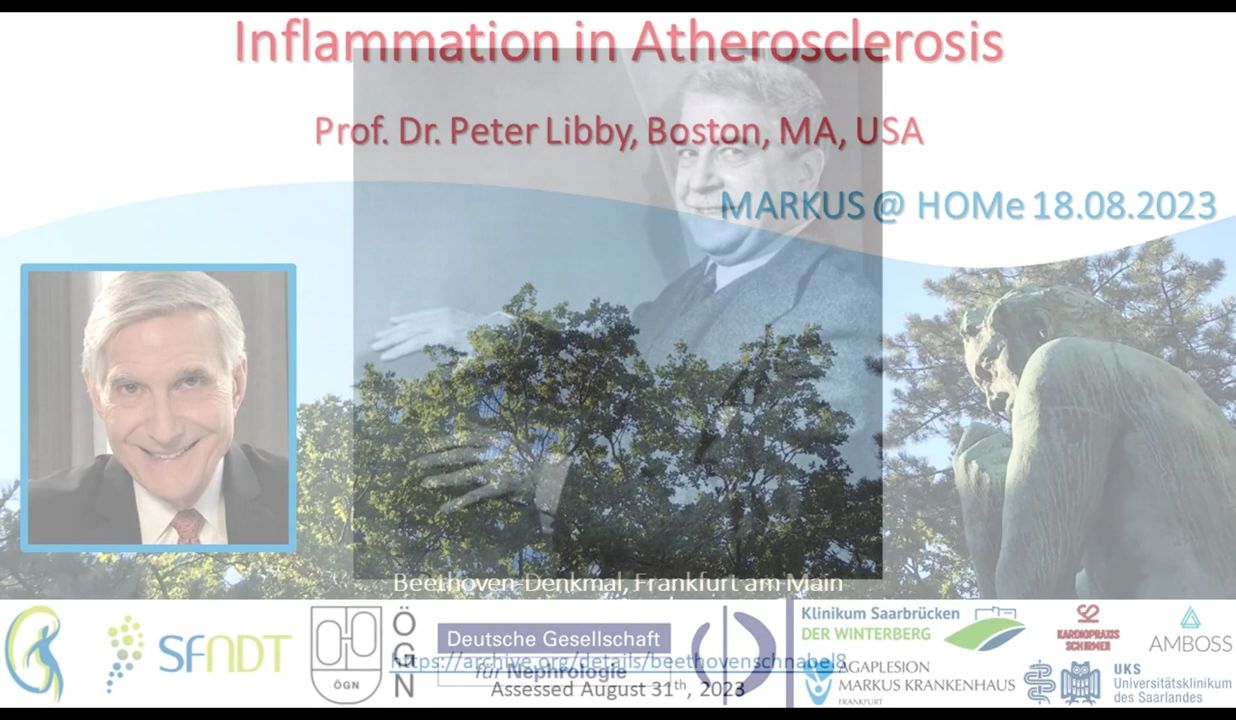 Inflammation in Atherosclerosis
Prof. Dr. Peter Libby, Boston, MA, USA
MARKUS @ HOMe 18.08.2023
Beethoven-Denkmal, Frankfurt am Main
SFNDT
ÖGN
ÖGN
Deutsche Gesellschaft
für Nephrologie
https://archive.org/details/beethovenschnabel8
Assessed August 31th, 2023
Klinikum Saarbrücken
DER WINTERBERG
AGAPLESION
MARKUS KRANKENHAUS
FRANKFURT
KARDIOPRAXIS
SCHIRMER
AMBOSS
UKS
Universitätsklinikum
des Saarlandes